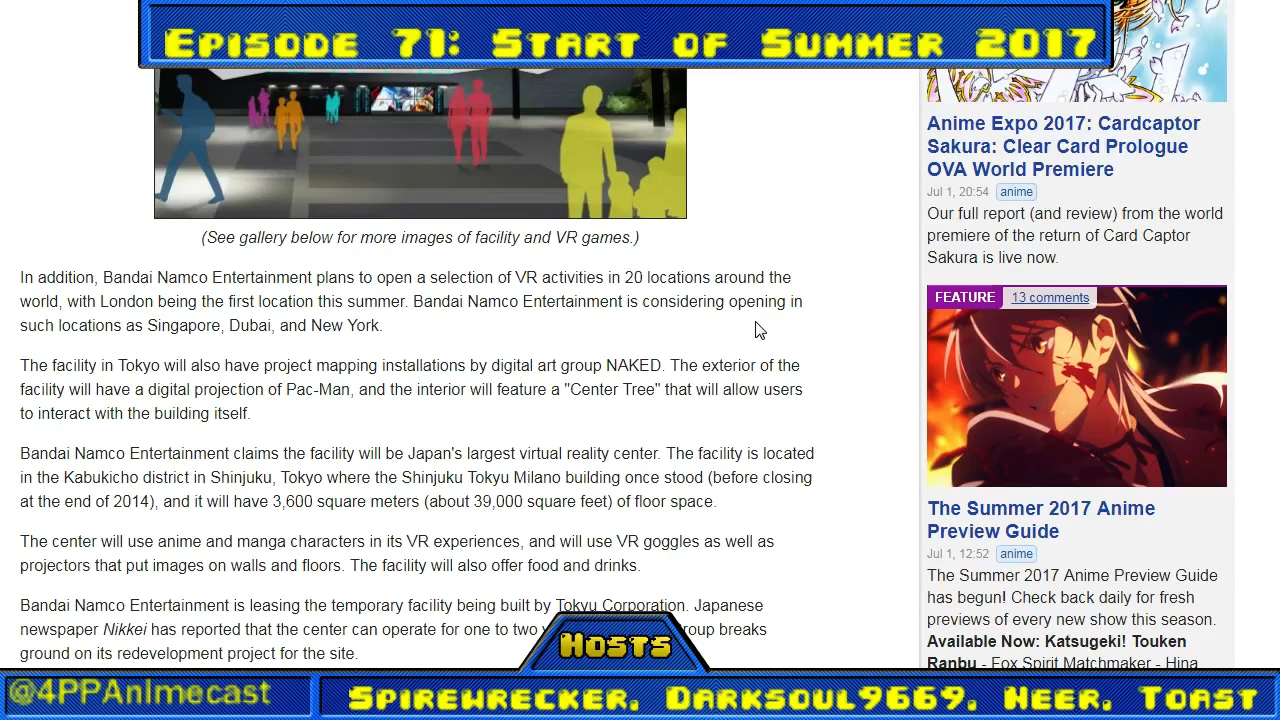 Episode 71: Start of Summer 2017
(See gallery below for more images of facility and VR games.)
In addition, Bandai Namco Entertainment plans to open a selection of VR activities in 20 locations around the
world, with London being the first location this summer. Bandai Namco Entertainment is considering opening in
such locations as Singapore, Dubai, and New York.
The facility in Tokyo will also have project mapping installations by digital art group NAKED. The exterior of the
facility will have a digital projection of Pac-Man, and the interior will feature a "Center Tree" that will allow users
to interact with the building itself.
Bandai Namco Entertainment claims the facility will be Japan's largest virtual reality center. The facility is located
in the Kabukicho district in Shinjuku, Tokyo where the Shinjuku Tokyu Milano building once stood (before closing
at the end of 2014), and it will have 3,600 square meters (about 39,000 square feet) of floor space.
The center will use anime and manga characters in its VR experiences, and will use VR goggles as well as
projectors that put images on walls and floors. The facility will also offer food and drinks.
Bandai Namco Entertainment is leasing the temporary facility being built by Tokyu Corporation. Japanese
newspaper Nikkei has reported that the center can operate for one to two roup breaks
ground on its redevelopment project for the site.
Anime Expo 2017: Cardcaptor
Sakura: Clear Card Prologue
OVA World Premiere
Jul 1, 20:54 anime
Our full report (and review) from the world
premiere of the return of Card Captor
Sakura is live now.
FEATURE 13 comments
The Summer 2017 Anime
Preview Guide
Jul 1, 12:52 anime
The Summer 2017 Anime Preview Guide
has begun! Check back daily for fresh
previews of every new show this season.
Available Now: Katsugeki! Touken
Ranbu - Fox Spirit Matchmaker - Hina
Hosts
@4PPAnImecast
Spirewrecker, Darksoul9669, Neer, Toast